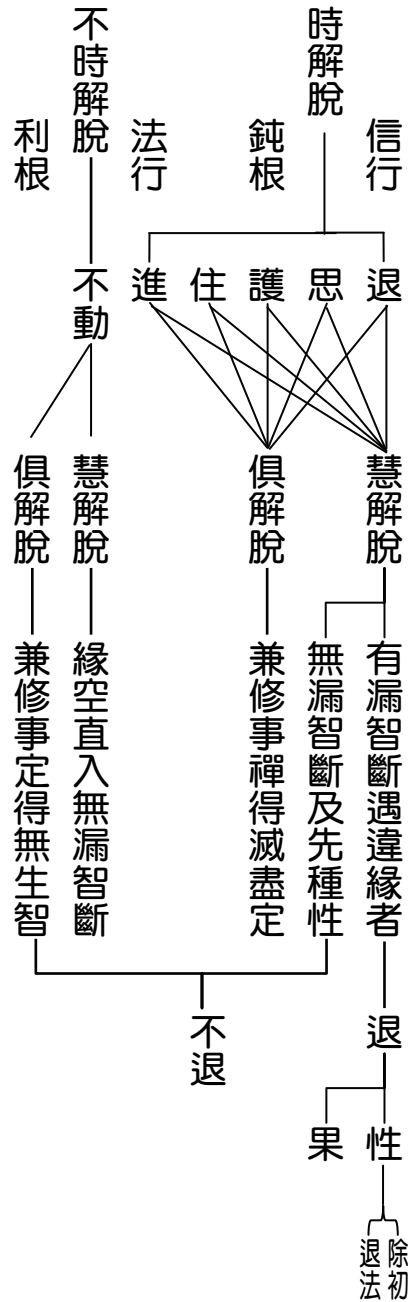 信行
時解脫
鈍根
法行
不時解脫
利根
退
思
護
住
進
不動
慧解脫
俱解脫
慧解脫
俱解脫
有漏智斷遇違緣者
無漏智斷及先種性
兼修事禪得滅盡定
緣空直入無漏智斷
兼修事定得無生智
退
不退
性
果
除初
退法